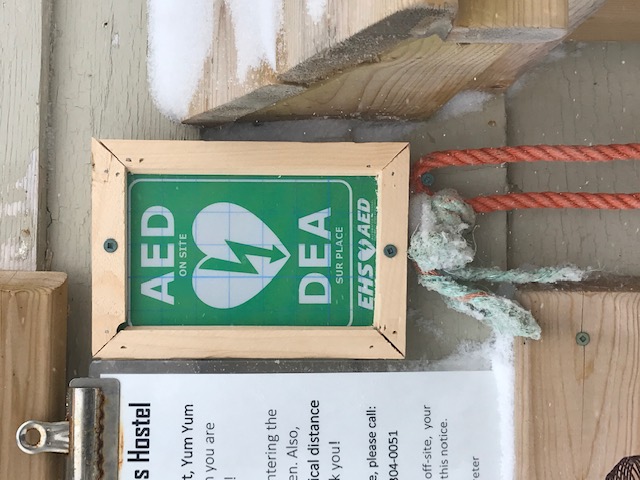 AED
ON SITE
DEA
SUR PLACE
EHS AED
s Hostel
t, Yum Yum
you are
!
ntering the
en. Also,
ical distance
k you!
e, please call:
304-0051
off-site, your
this notice.
eter